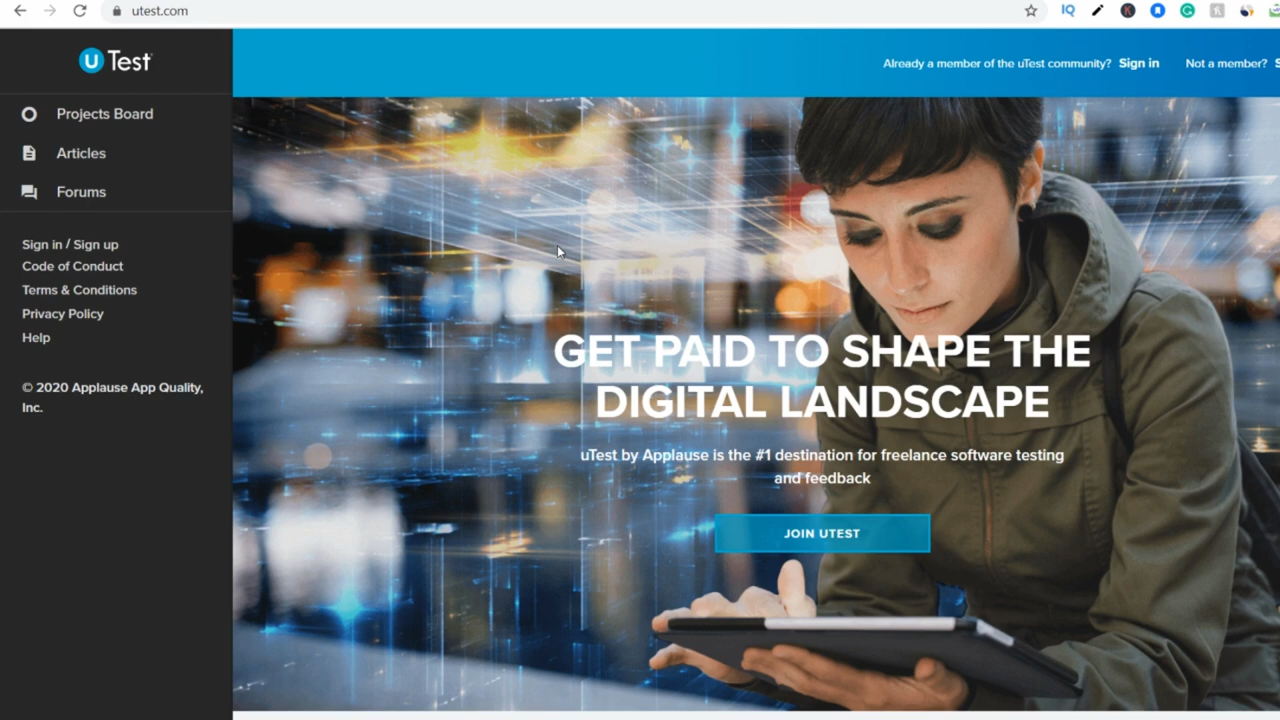 utest.com
U Test
Already a member of the uTest community? Sign in Not a member?
Projects Board
Articles
Forums
Sign in / Sign up
Code of Conduct
Terms & Conditions
Privacy Policy
Help
© 2020 Applause App Quality,
Inc.
GET PAID TO SHAPE THE
DIGITAL LANDSCAPE
uTest by Applause is the #1 destination for freelance software testing
and feedback
JOIN UTEST